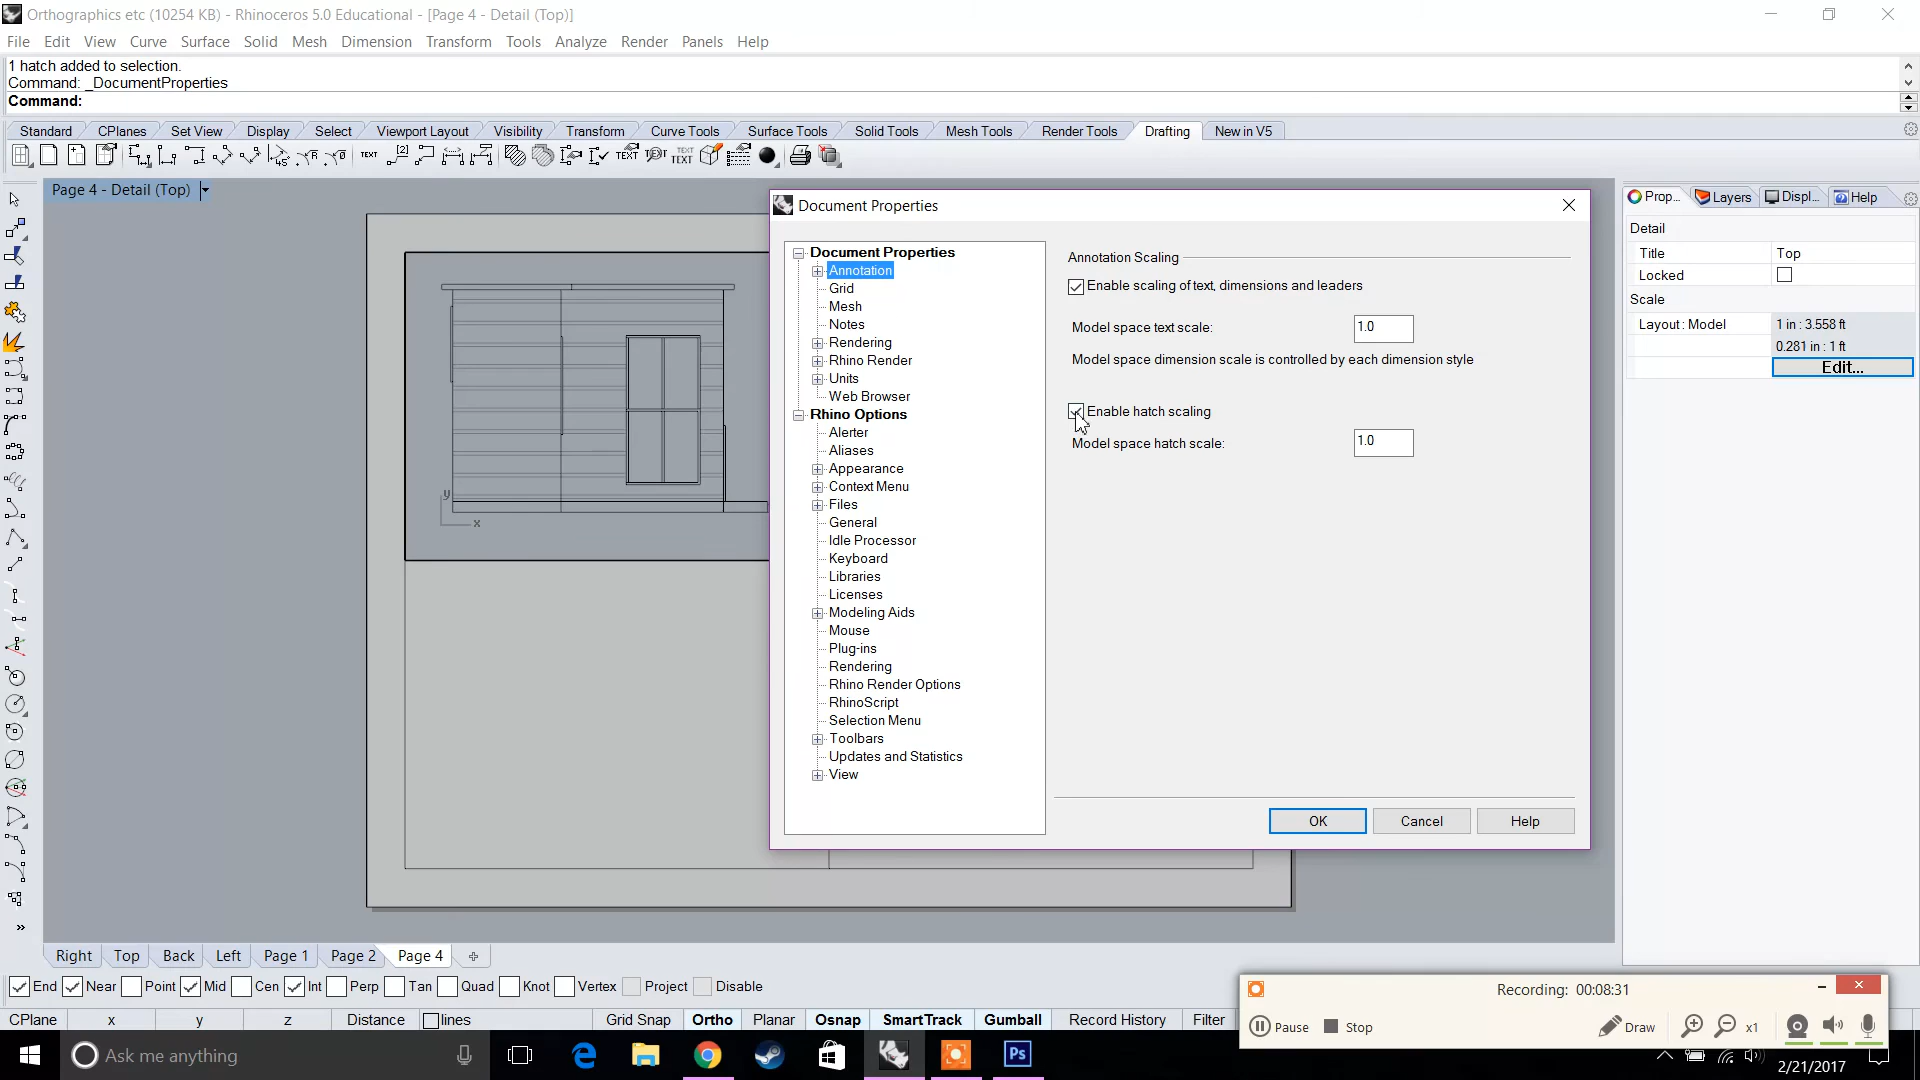 Orthographics etc (10254 KB) - Rhinoceros 5.0 Educational - [Page 4 - Detail (Top)]
File Edit View Curve Surface Solid Mesh Dimension Transform Tools Analyze Render Panels Help
1 hatch added to selection.
Command: _DocumentProperties
Command:
Standard CPlanes Set View Display Select Viewport Layout Visibility Transform Curve Tools Surface Tools Solid Tools Mesh Tools Render Tools Drafting New in V5
TEXT TEXT TEXT TEXT TEXT
Page 4 - Detail (Top)
Document Properties
Prop... Layers Displ... Help
Detail
Title Top
Locked
Scale
Layout : Model 1 in : 3.558 ft
0.281 in : 1 ft
Edit...
Document Properties
Annotation
Grid
Mesh
Notes
Rendering
Rhino Render
Units
Web Browser
Rhino Options
Alerter
Aliases
Appearance
Context Menu
Files
General
Idle Processor
Keyboard
Libraries
Licenses
Modeling Aids
Mouse
Plug-ins
Rendering
Rhino Render Options
RhinoScript
Selection Menu
Toolbars
Updates and Statistics
View
Annotation Scaling
Enable scaling of text, dimensions and leaders
Model space text scale: 1.0
Model space dimension scale is controlled by each dimension style
Enable hatch scaling
Model space hatch scale: 1.0
OK Cancel Help
y
x
Right Top Back Left Page 1 Page 2 Page 4
End Near Point Mid Cen Int Perp Tan Quad Knot Vertex Project Disable
CPlane x y z Distance lines Grid Snap Ortho Planar Osnap SmartTrack Gumball Record History Filter
Recording: 00:08:31
Pause Stop Draw x1
Ask me anything
Ps
2/21/2017